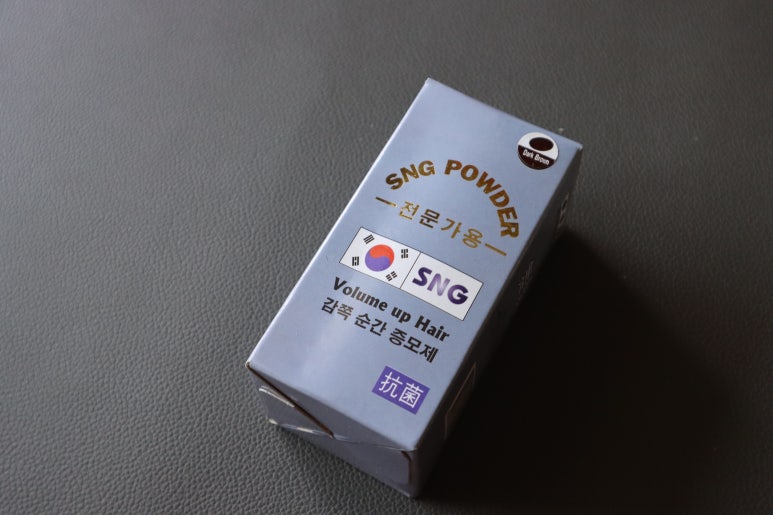 Dark Brown
SNG POWDER
전문가용
SNG
Volume up Hair
감쪽 순간 증모제
抗菌